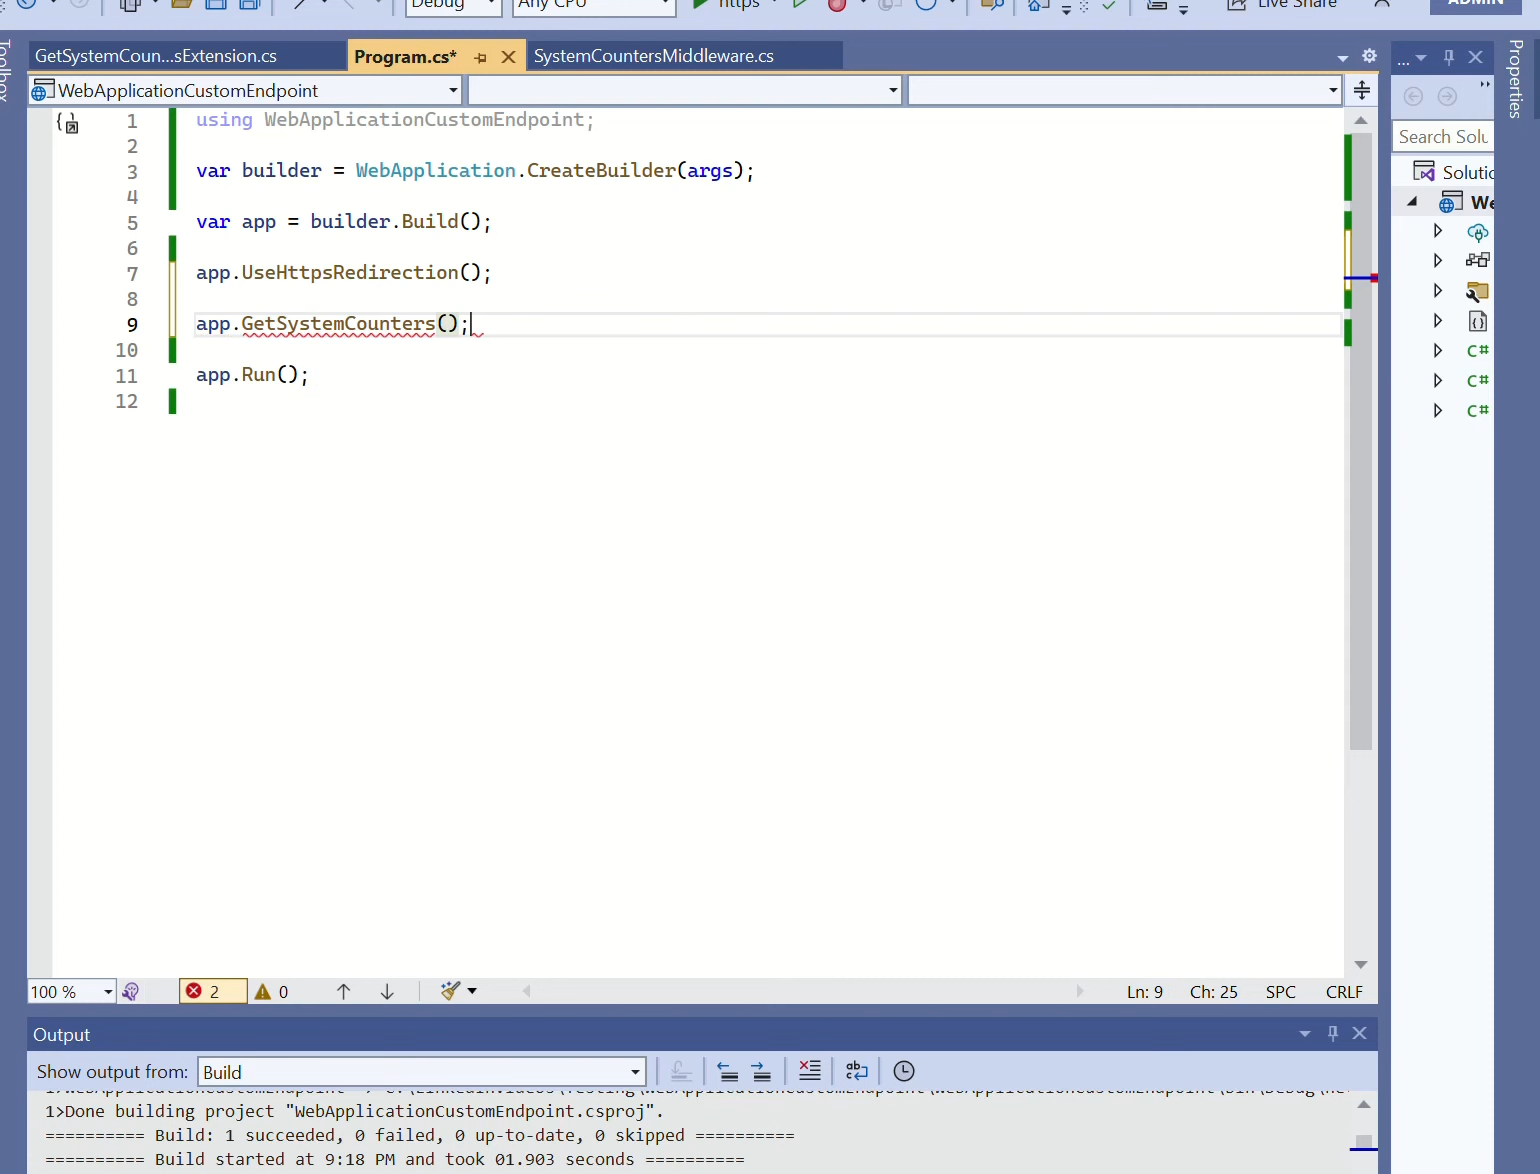 Debug Any CPU https Live Share ADMIN
Toolbox
GetSystemCoun...sExtension.cs Program.cs* SystemCountersMiddleware.cs
WebApplicationCustomEndpoint
1 using WebApplicationCustomEndpoint;
2
3 var builder = WebApplication.CreateBuilder(args);
4
5 var app = builder.Build();
6
7 app.UseHttpsRedirection();
8
9 app.GetSystemCounters();
10
11 app.Run();
12
...
Search Solu
Solutio
We
C#
C#
C#
Properties
100 % 2 0 Ln: 9 Ch: 25 SPC CRLF
Output
Show output from: Build
1>Done building project "WebApplicationCustomEndpoint.csproj".
========== Build: 1 succeeded, 0 failed, 0 up-to-date, 0 skipped ==========
========== Build started at 9:18 PM and took 01.903 seconds ==========